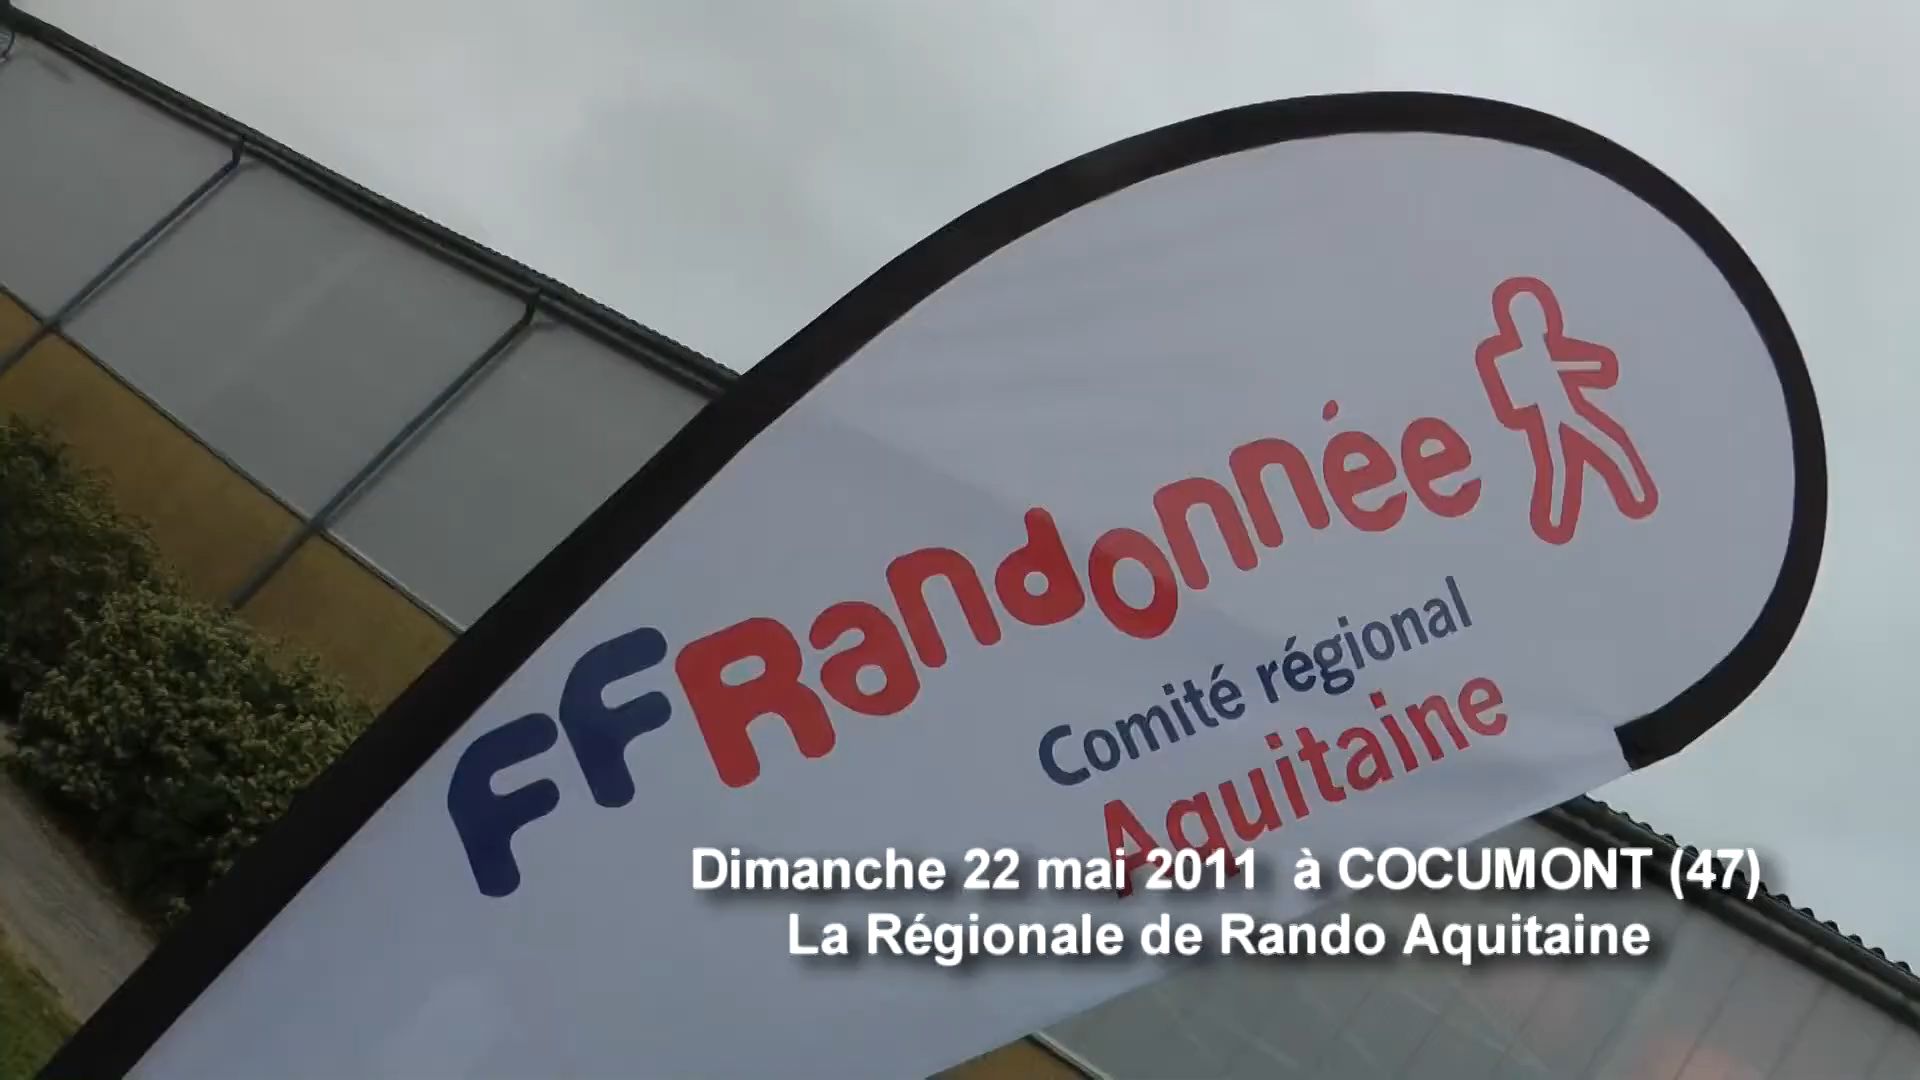 FFRandonnée
Comité régional
Aquitaine
Dimanche 22 mai 2011 à COCUMONT (47)
La Régionale de Rando Aquitaine